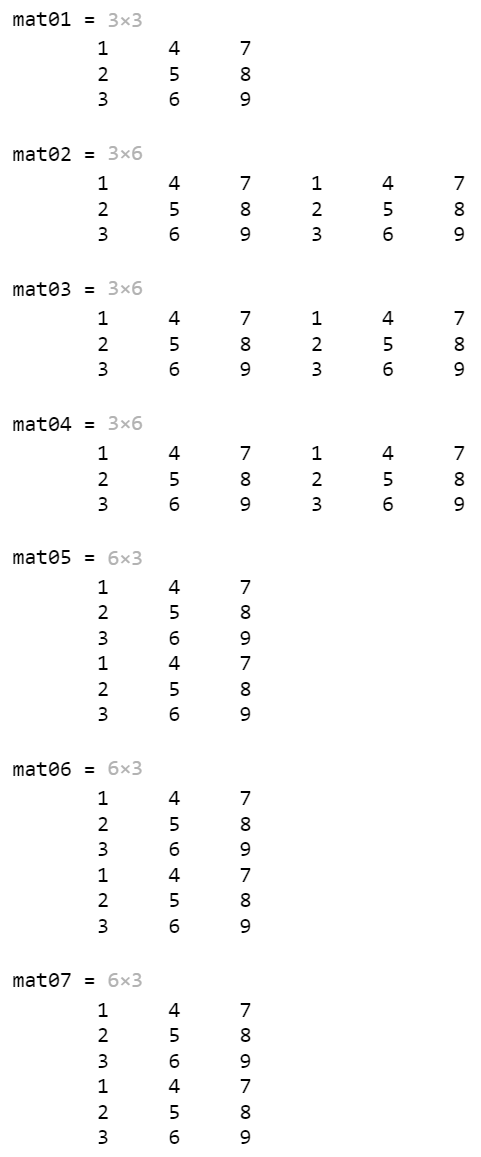 mat01 = 3×3
1 4 7
2 5 8
3 6 9
mat02 = 3×6
1 4 7 1 4 7
2 5 8 2 5 8
3 6 9 3 6 9
mat03 = 3×6
1 4 7 1 4 7
2 5 8 2 5 8
3 6 9 3 6 9
mat04 = 3×6
1 4 7 1 4 7
2 5 8 2 5 8
3 6 9 3 6 9
mat05 = 6×3
1 4 7
2 5 8
3 6 9
1 4 7
2 5 8
3 6 9
mat06 = 6×3
1 4 7
2 5 8
3 6 9
1 4 7
2 5 8
3 6 9
mat07 = 6×3
1 4 7
2 5 8
3 6 9
1 4 7
2 5 8
3 6 9